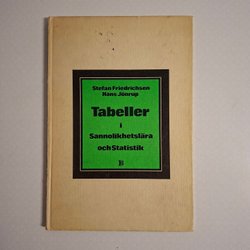 Stefan Friedrichsen
Hans Jöorup
Tabeller
i
Sannolikhetslära
och Statistik